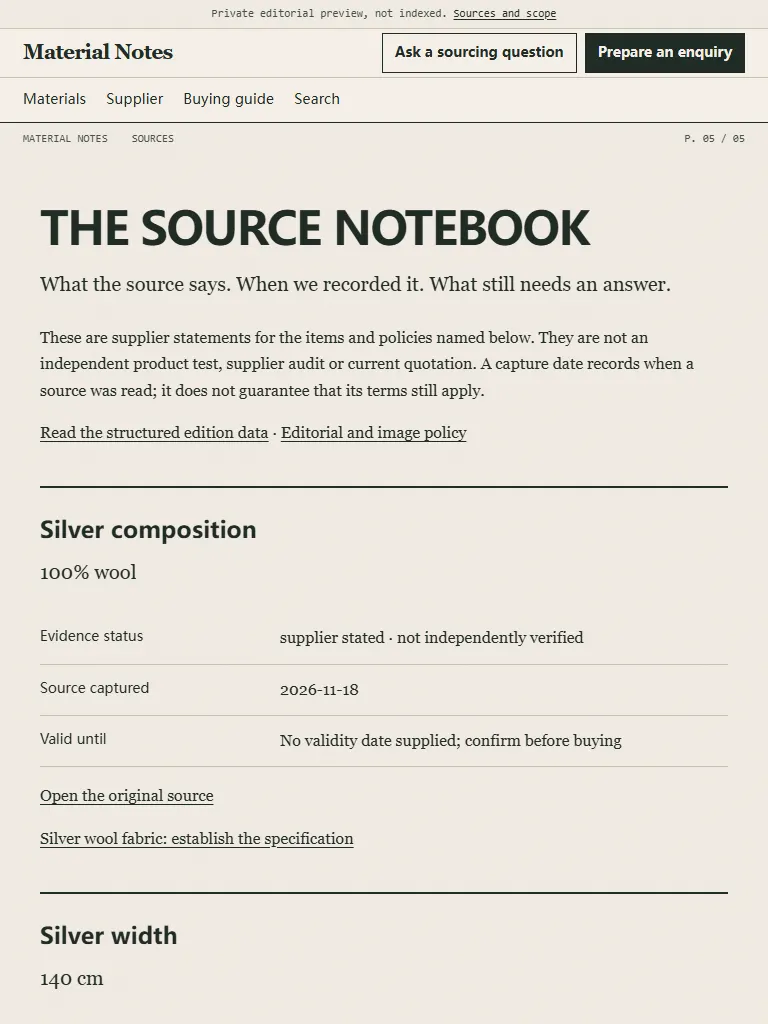 Private editorial preview, not indexed. Sources and scope
Material Notes
Ask a sourcing question
Prepare an enquiry
Materials
Supplier
Buying guide
Search
MATERIAL NOTES
SOURCES
P. 05 / 05
THE SOURCE NOTEBOOK
What the source says. When we recorded it. What still needs an answer.
These are supplier statements for the items and policies named below. They are not an
independent product test, supplier audit or current quotation. A capture date records when a
source was read; it does not guarantee that its terms still apply.
Read the structured edition data · Editorial and image policy
Silver composition
100% wool
Evidence status
supplier stated · not independently verified
Source captured
2026-11-18
Valid until
No validity date supplied; confirm before buying
Open the original source
Silver wool fabric: establish the specification
Silver width
140 cm